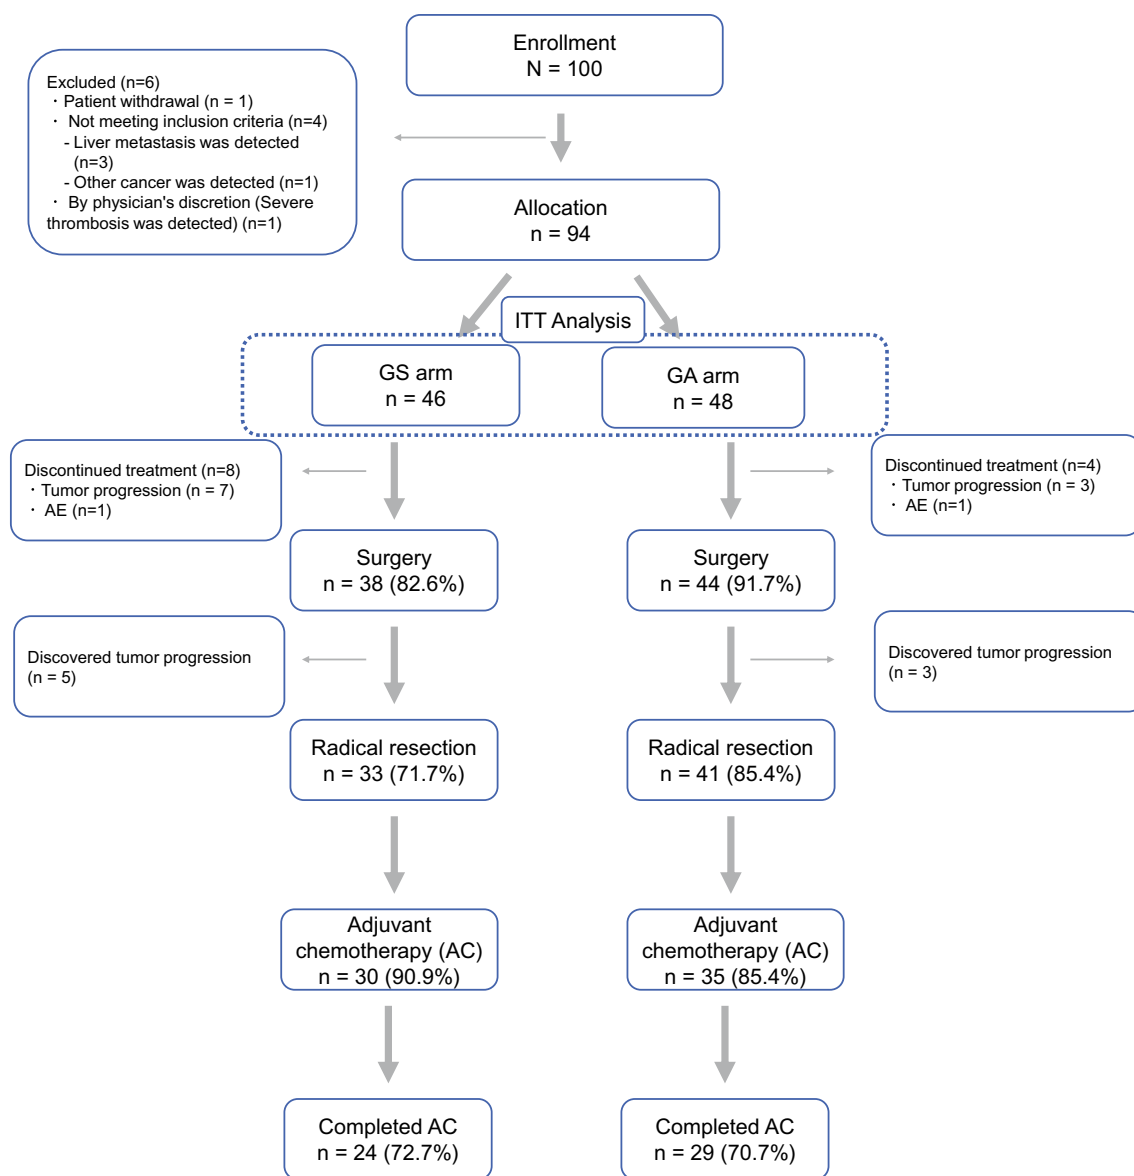 Enrollment
N = 100
Excluded (n=6)
・Patient withdrawal (n = 1)
・ Not meeting inclusion criteria (n=4)
- Liver metastasis was detected
(n=3)
- Other cancer was detected (n=1)
・ By physician's discretion (Severe
thrombosis was detected) (n=1)
Allocation
n = 94
ITT Analysis
GS arm
n = 46
GA arm
n = 48
Discontinued treatment (n=8)
・Tumor progression (n = 7)
・ AE (n=1)
Discontinued treatment (n=4)
・Tumor progression (n = 3)
・ AE (n=1)
Surgery
n = 38 (82.6%)
Surgery
n = 44 (91.7%)
Discovered tumor progression
(n = 5)
Discovered tumor progression
(n = 3)
Radical resection
n = 33 (71.7%)
Radical resection
n = 41 (85.4%)
Adjuvant
chemotherapy (AC)
n = 30 (90.9%)
Adjuvant
chemotherapy (AC)
n = 35 (85.4%)
Completed AC
n = 24 (72.7%)
Completed AC
n = 29 (70.7%)